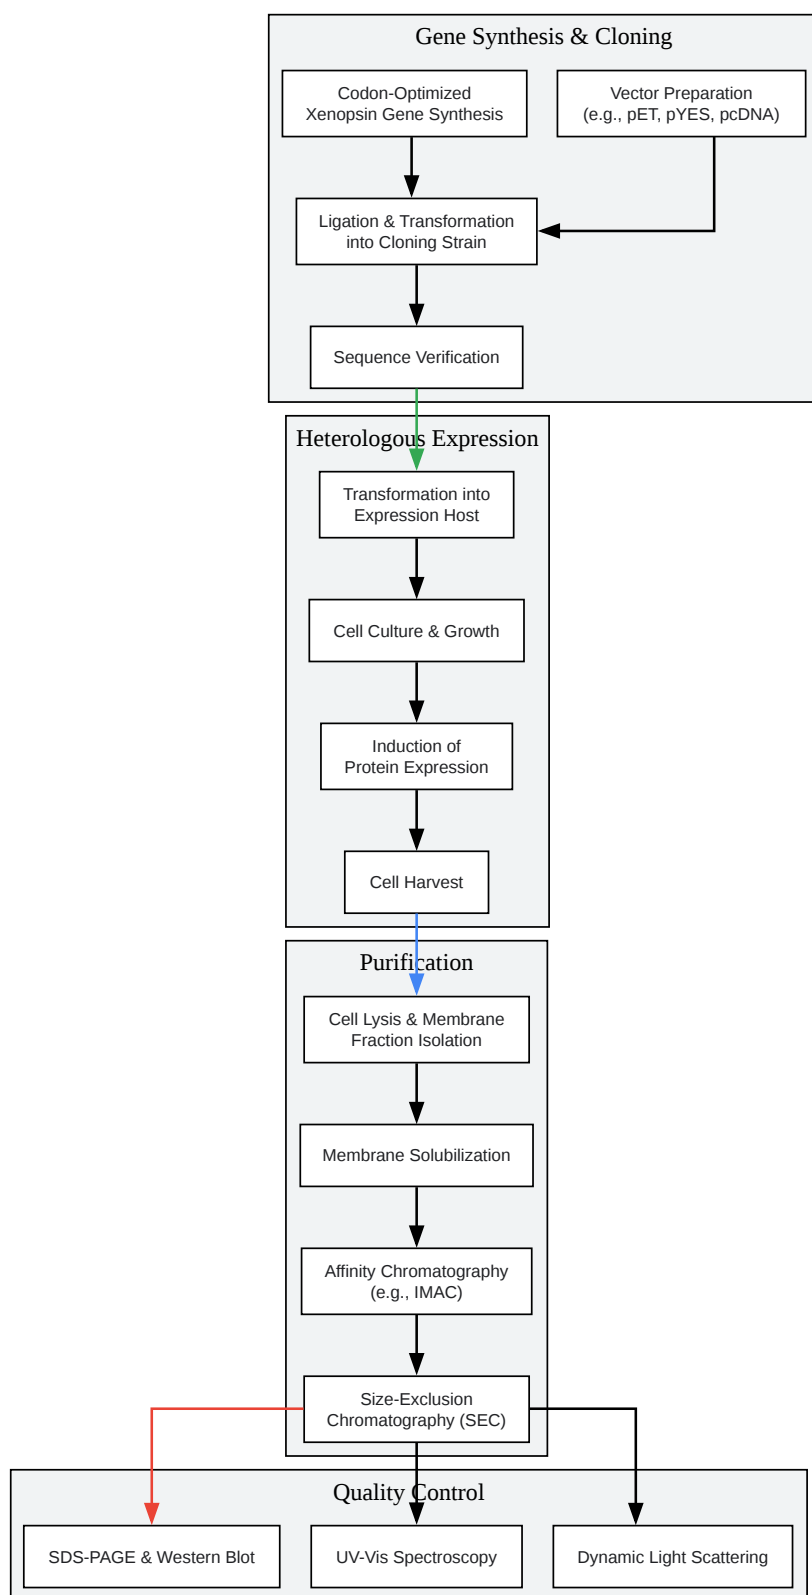 Gene Synthesis & Cloning
Codon-Optimized
Xenopsin Gene Synthesis
Vector Preparation
(e.g., pET, pYES, pcDNA)
Ligation & Transformation
into Cloning Strain
Sequence Verification
Heterologous Expression
Transformation into
Expression Host
Cell Culture & Growth
Induction of
Protein Expression
Cell Harvest
Purification
Cell Lysis & Membrane
Fraction Isolation
Membrane Solubilization
Affinity Chromatography
(e.g., IMAC)
Size-Exclusion
Chromatography (SEC)
Quality Control
SDS-PAGE & Western Blot
UV-Vis Spectroscopy
Dynamic Light Scattering